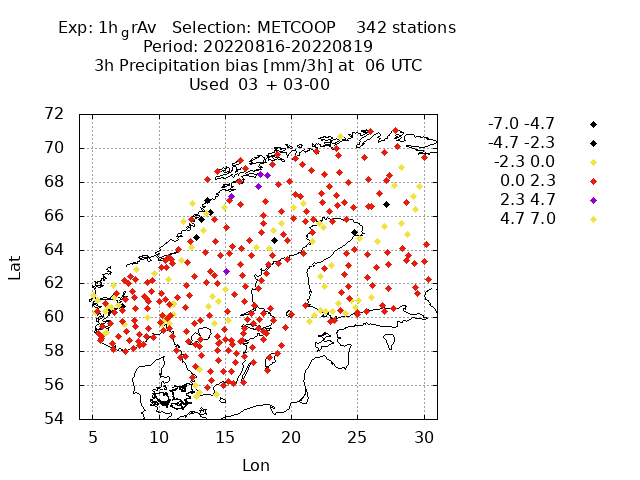 Exp: 1h_grAv   Selection: METCOOP    342 stations
Period: 20220816-20220819
3h Precipitation bias [mm/3h] at  06 UTC
Used  03 + 03-00
-7.0 -4.7
-4.7 -2.3
-2.3 0.0
0.0 2.3
2.3 4.7
4.7 7.0
72
70
68
66
64
62
60
58
56
54
Lat
5 10 15 20 25 30
Lon